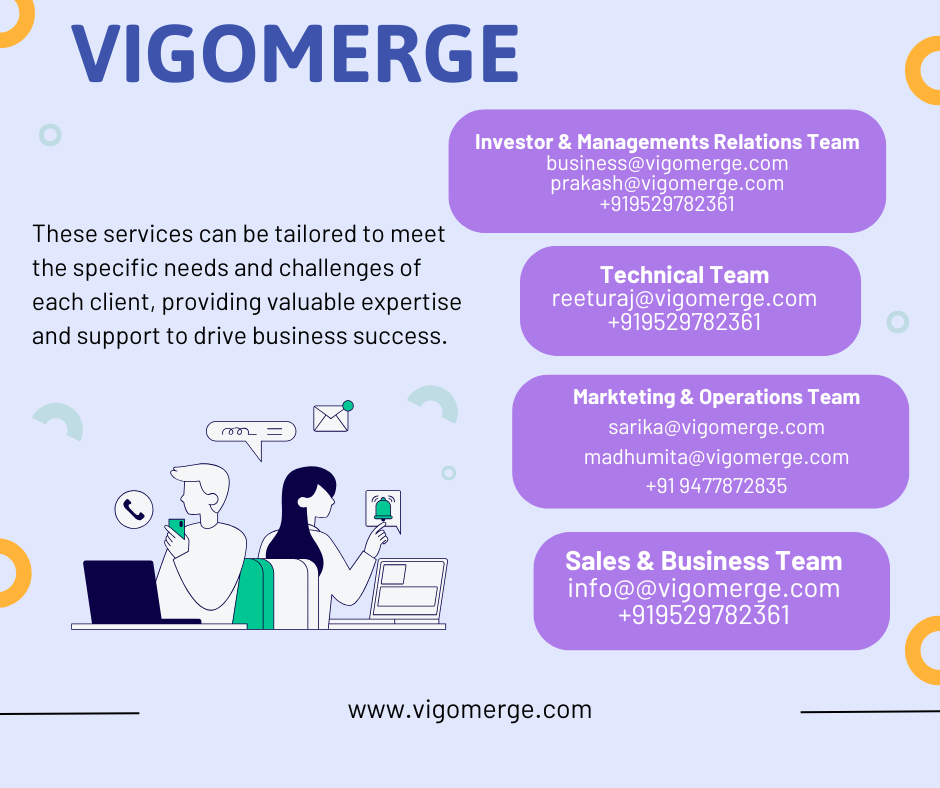 VIGOMERGE
These services can be tailored to meet
the specific needs and challenges of
each client, providing valuable expertise
and support to drive business success.
Investor & Managements Relations Team
business@vigomerge.com
prakash@vigomerge.com
+919529782361
Technical Team
reeturaj@vigomerge.com
+919529782361
Markteting & Operations Team
sarika@vigomerge.com
madhumita@vigomerge.com
+91 9477872835
Sales & Business Team
info@@vigomerge.com
+919529782361
www.vigomerge.com